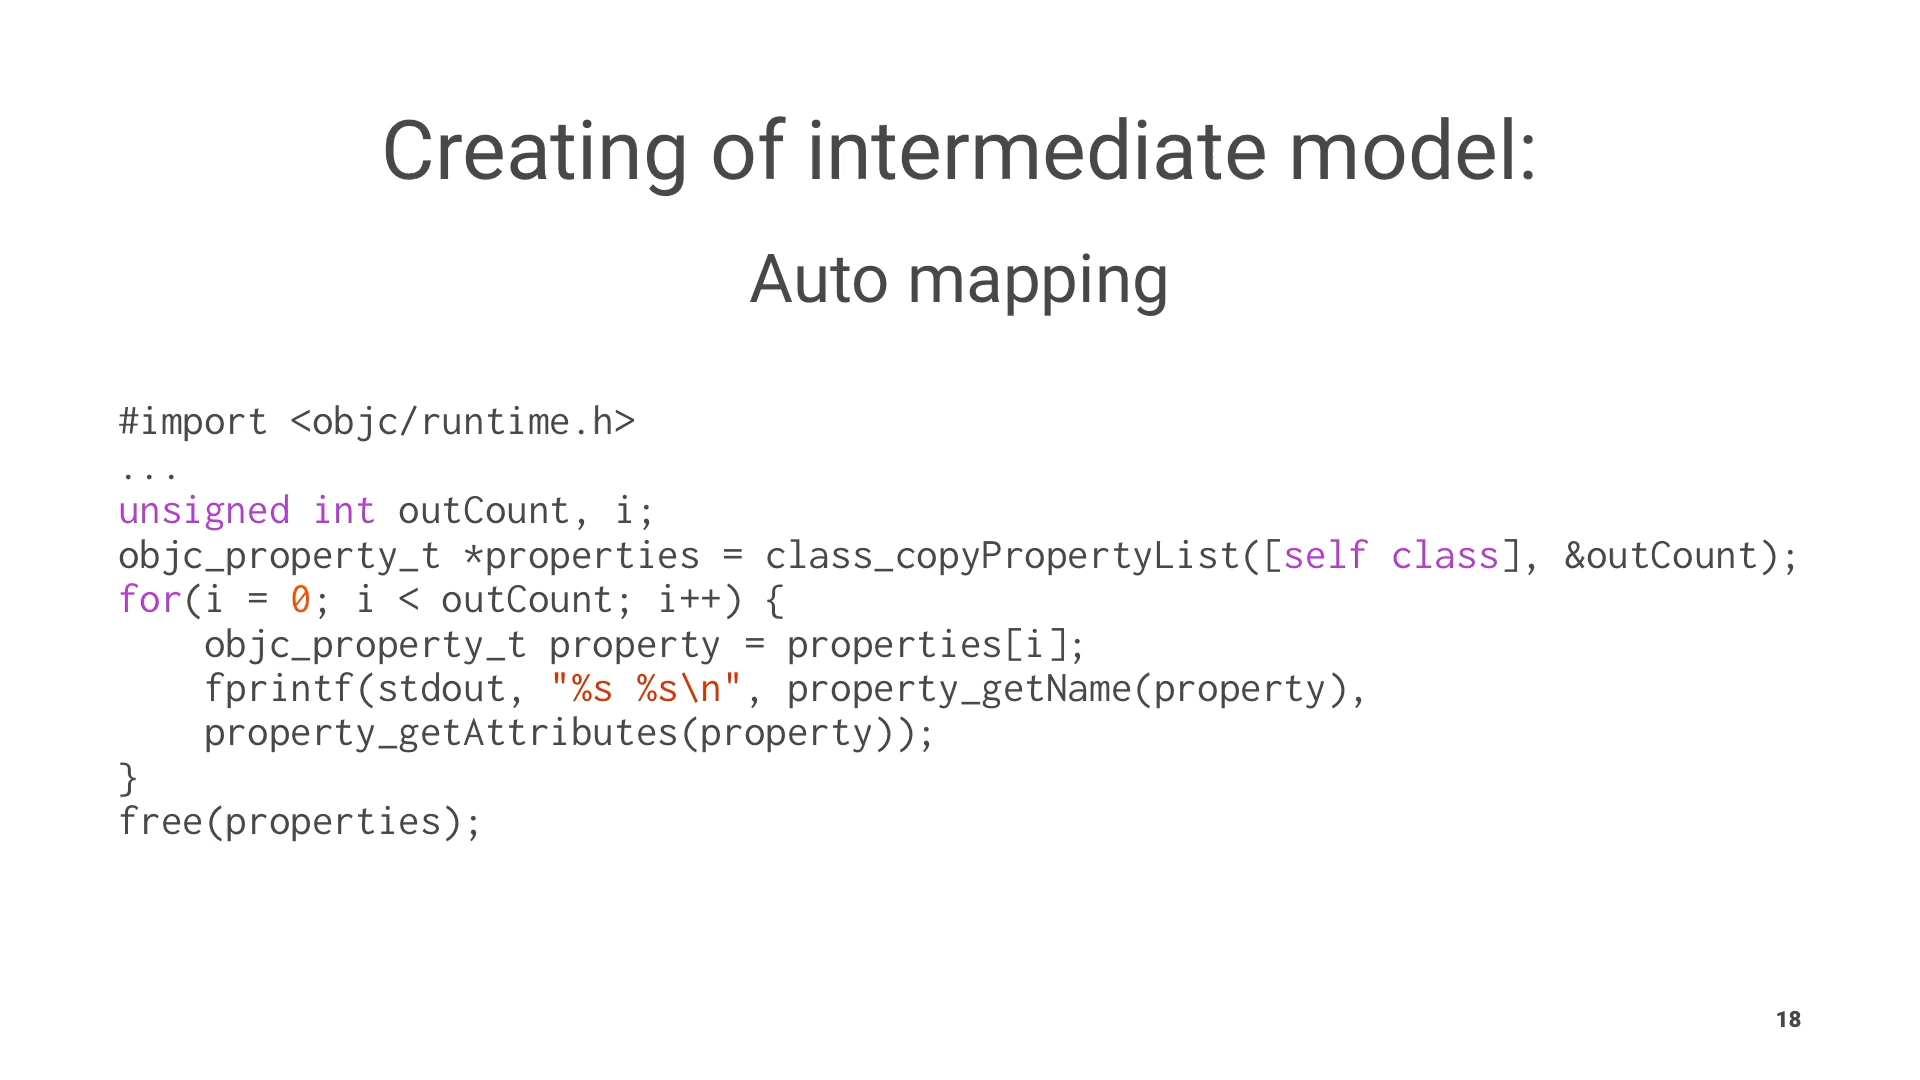 Creating of intermediate model:
Auto mapping
#import <objc/runtime.h>
...
unsigned int outCount, i;
objc_property_t *properties = class_copyPropertyList([self class], &outCount);
for(i = 0; i < outCount; i++) {
    objc_property_t property = properties[i];
    fprintf(stdout, "%s %s\n", property_getName(property),
    property_getAttributes(property));
}
free(properties);
18